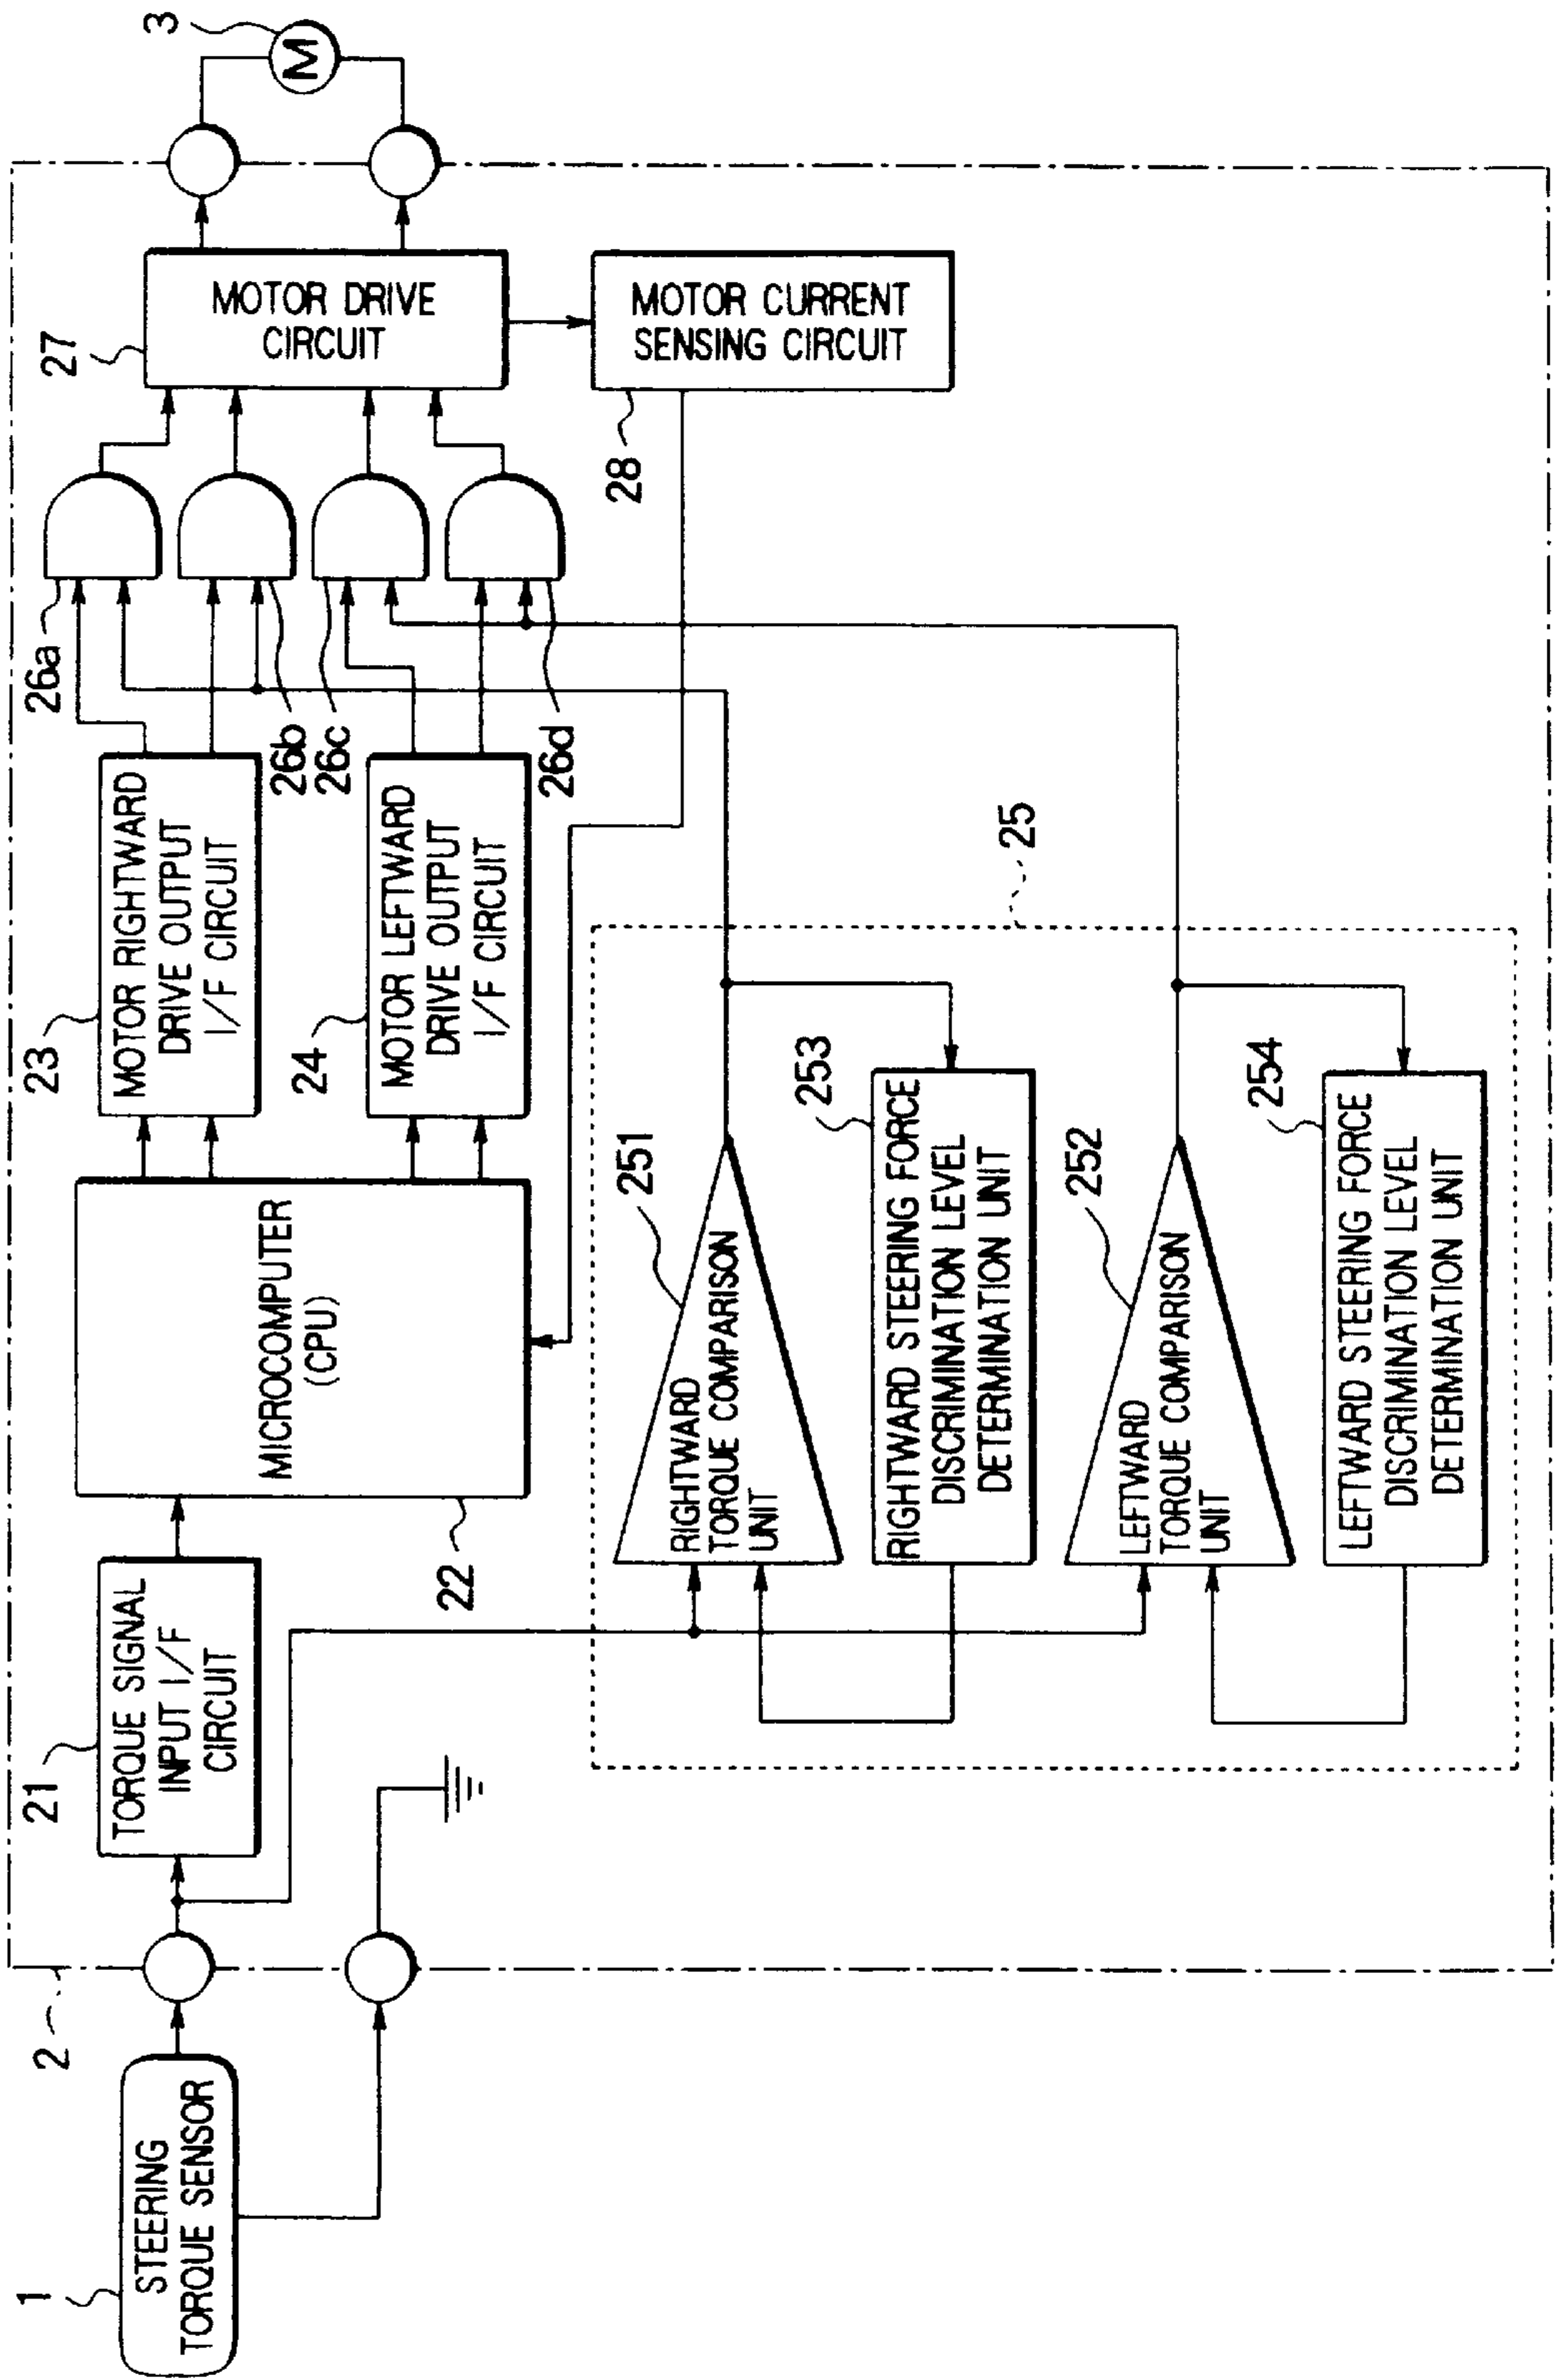 1
STEERING
TORQUE SENSOR
2
21
TORQUE SIGNAL
INPUT I/F
CIRCUIT
22
MICROCOMPUTER
(CPU)
23
MOTOR RIGHTWARD
DRIVE OUTPUT
I/F CIRCUIT
24
MOTOR LEFTWARD
DRIVE OUTPUT
I/F CIRCUIT
26a
26b
26c
26d
27
MOTOR DRIVE
CIRCUIT
28
MOTOR CURRENT
SENSING CIRCUIT
3
M
25
251
RIGHTWARD
TORQUE COMPARISON
UNIT
253
RIGHTWARD STEERING FORCE
DISCRIMINATION LEVEL
DETERMINATION UNIT
252
LEFTWARD
TORQUE COMPARISON
UNIT
254
LEFTWARD STEERING FORCE
DISCRIMINATION LEVEL
DETERMINATION UNIT